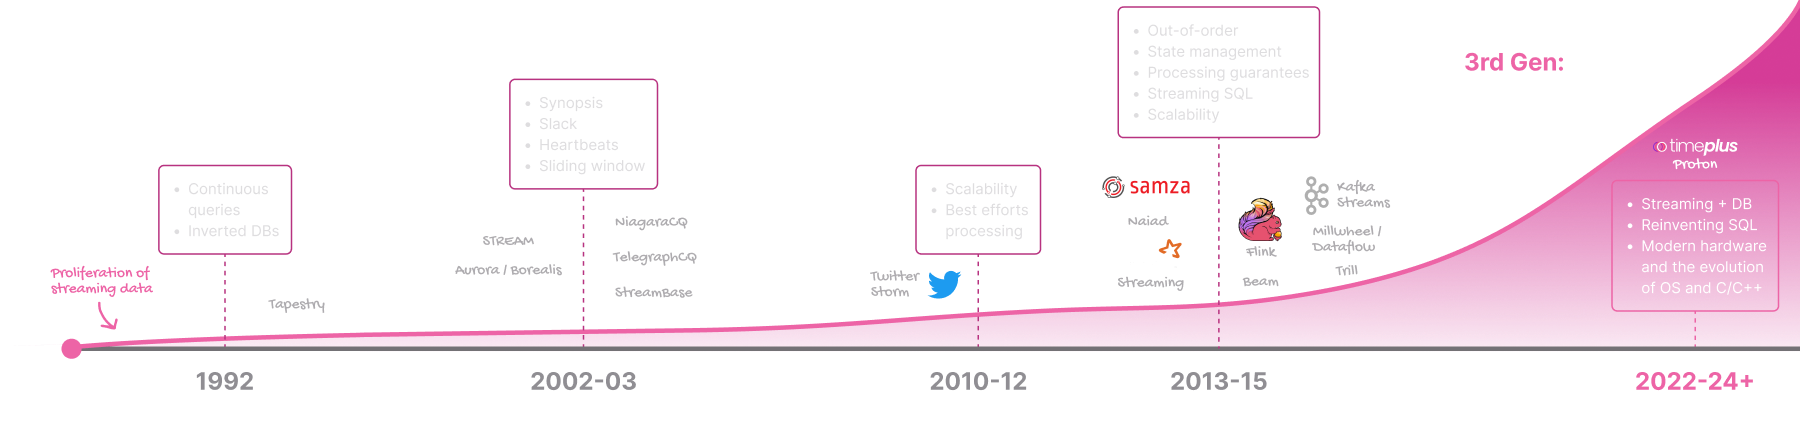 Proliferation of
streaming data
• Continuous
queries
• Inverted DBs
Tapestry
1992
• Synopsis
• Slack
• Heartbeats
• Sliding window
STREAM
Aurora / Borealis
NiagaraCQ
TelegraphCQ
StreamBase
2002-03
• Scalability
• Best efforts
processing
Twitter
Storm
2010-12
• Out-of-order
• State management
• Processing guarantees
• Streaming SQL
• Scalability
samza
Naiad
Streaming
Flink
Beam
Kafka
Streams
Millwheel /
Dataflow
Trill
2013-15
3rd Gen:
timeplus
Proton
• Streaming + DB
• Reinventing SQL
• Modern hardware
and the evolution
of OS and C/C++
2022-24+